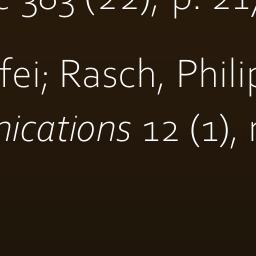 383 (22), p. 21
fei; Rasch, Philip
nications 12 (1),